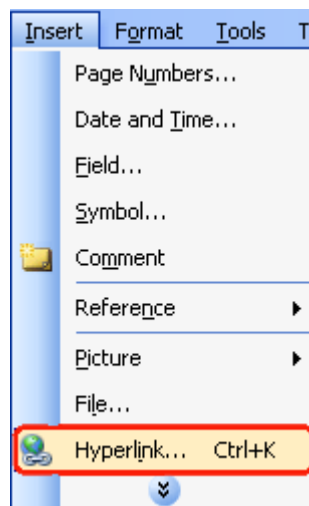 Insert Format Tools T
Page Numbers...
Date and Time...
Field...
Symbol...
Comment
Reference
Picture
File...
Hyperlink... Ctrl+K